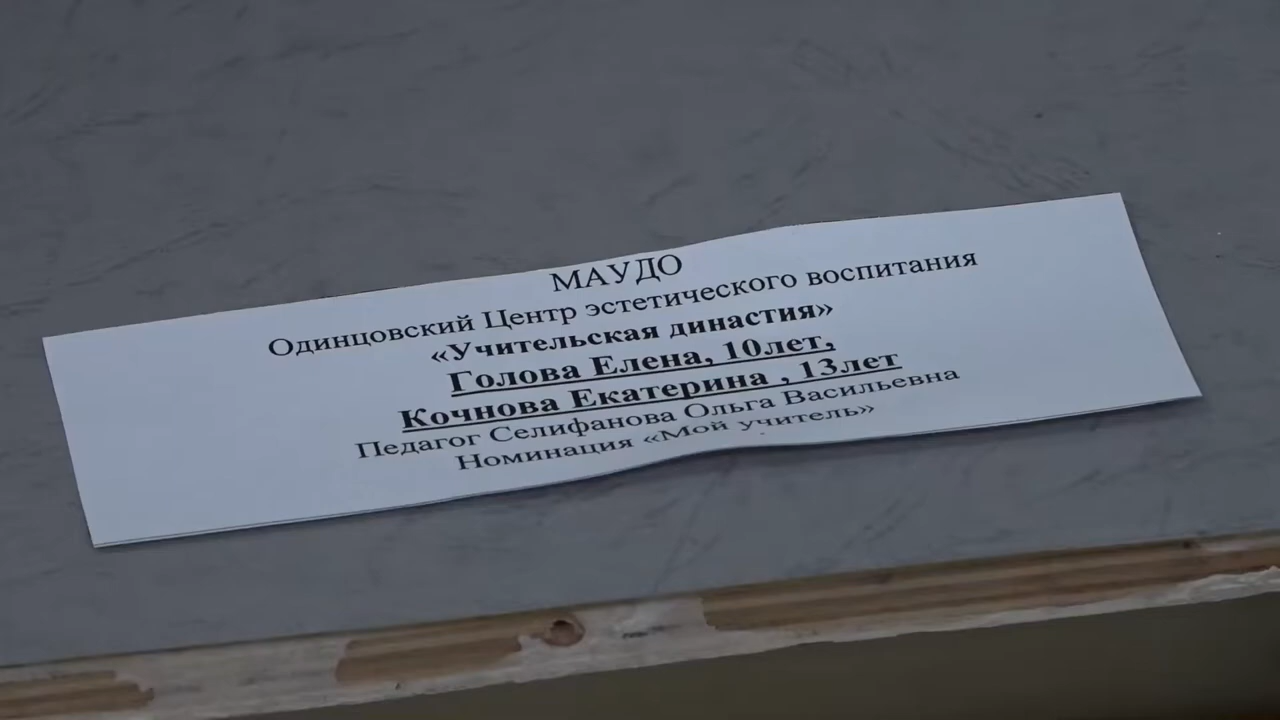 МАУДО
Одинцовский Центр эстетического воспитания
«Учительская династия»
Голова Елена, 10лет,
Кочнова Екатерина , 13лет
Педагог Селифанова Ольга Васильевна
Номинация «Мой учитель»